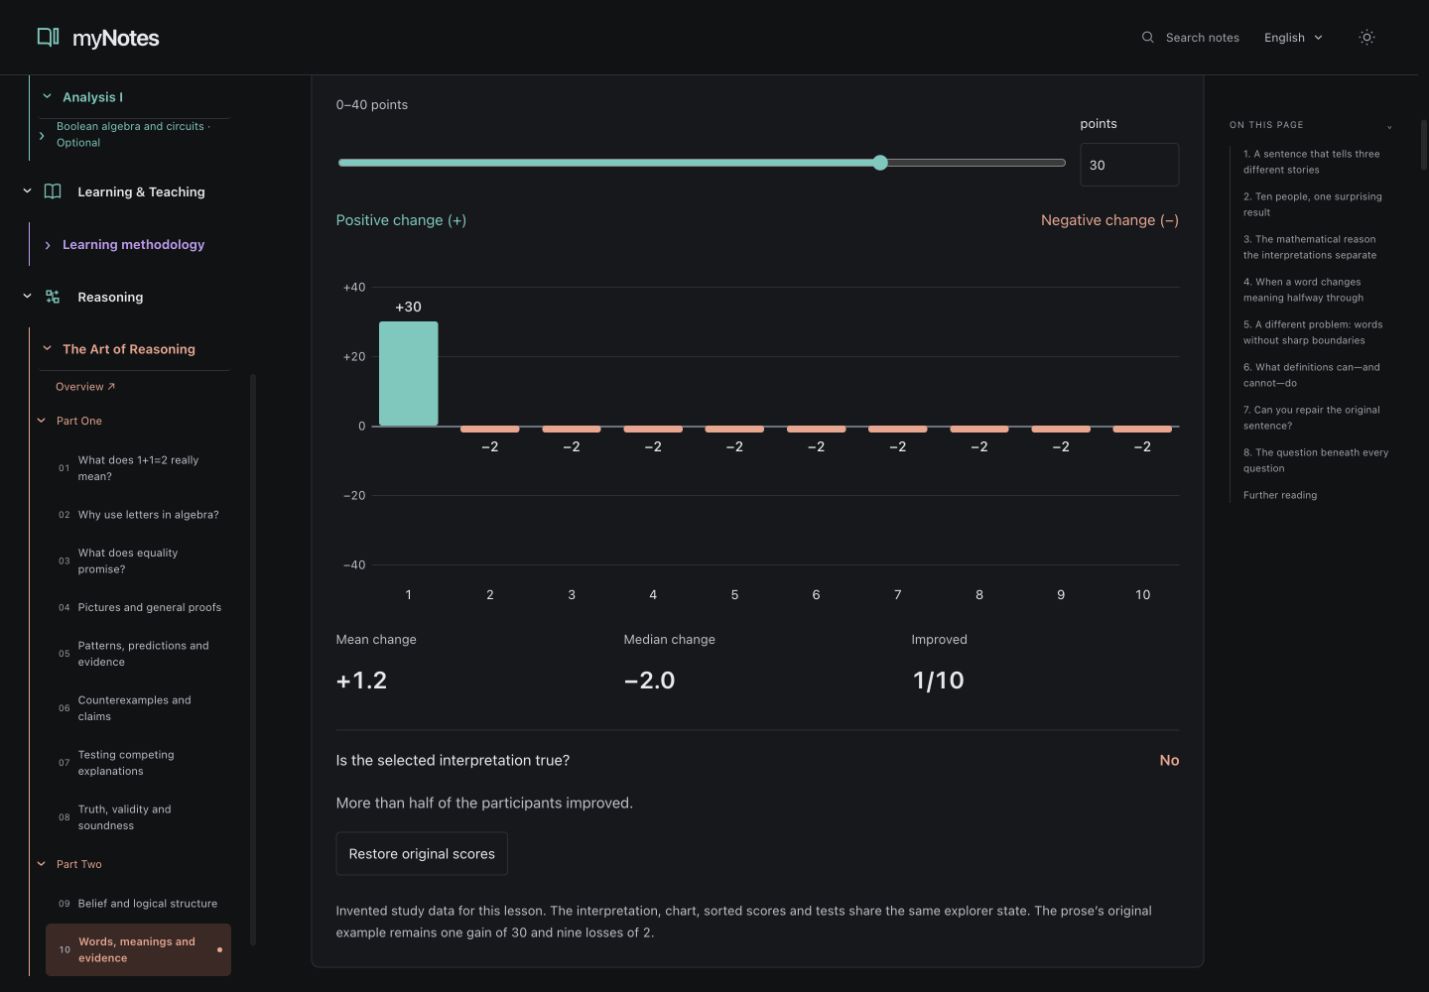 myNotes
Search notes
English
Analysis I
Boolean algebra and circuits ·
Optional
Learning & Teaching
Learning methodology
Reasoning
The Art of Reasoning
Overview ↗
Part One
01 What does 1+1=2 really
mean?
02 Why use letters in algebra?
03 What does equality
promise?
04 Pictures and general proofs
05 Patterns, predictions and
evidence
06 Counterexamples and
claims
07 Testing competing
explanations
08 Truth, validity and
soundness
Part Two
09 Belief and logical structure
10 Words, meanings and
evidence
0–40 points
points
30
Positive change (+)
Negative change (−)
+40
+30
+20
0
−2 −2 −2 −2 −2 −2 −2 −2 −2
−20
−40
1 2 3 4 5 6 7 8 9 10
Mean change
+1.2
Median change
−2.0
Improved
1/10
Is the selected interpretation true?
No
More than half of the participants improved.
Restore original scores
Invented study data for this lesson. The interpretation, chart, sorted scores and tests share the same explorer state. The prose's original
example remains one gain of 30 and nine losses of 2.
ON THIS PAGE
1. A sentence that tells three
different stories
2. Ten people, one surprising
result
3. The mathematical reason
the interpretations separate
4. When a word changes
meaning halfway through
5. A different problem: words
without sharp boundaries
6. What definitions can—and
cannot—do
7. Can you repair the original
sentence?
8. The question beneath every
question
Further reading